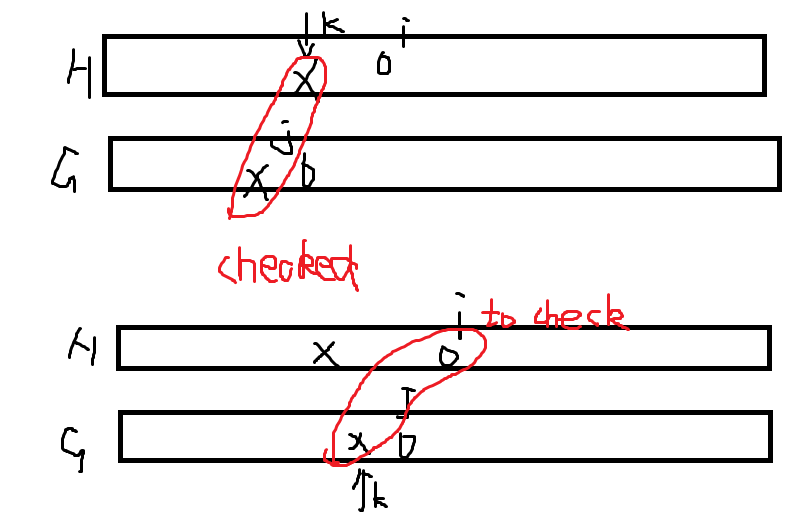 k i
H X o
j
G X b
checked
i to check
H X o
J
G X b
k